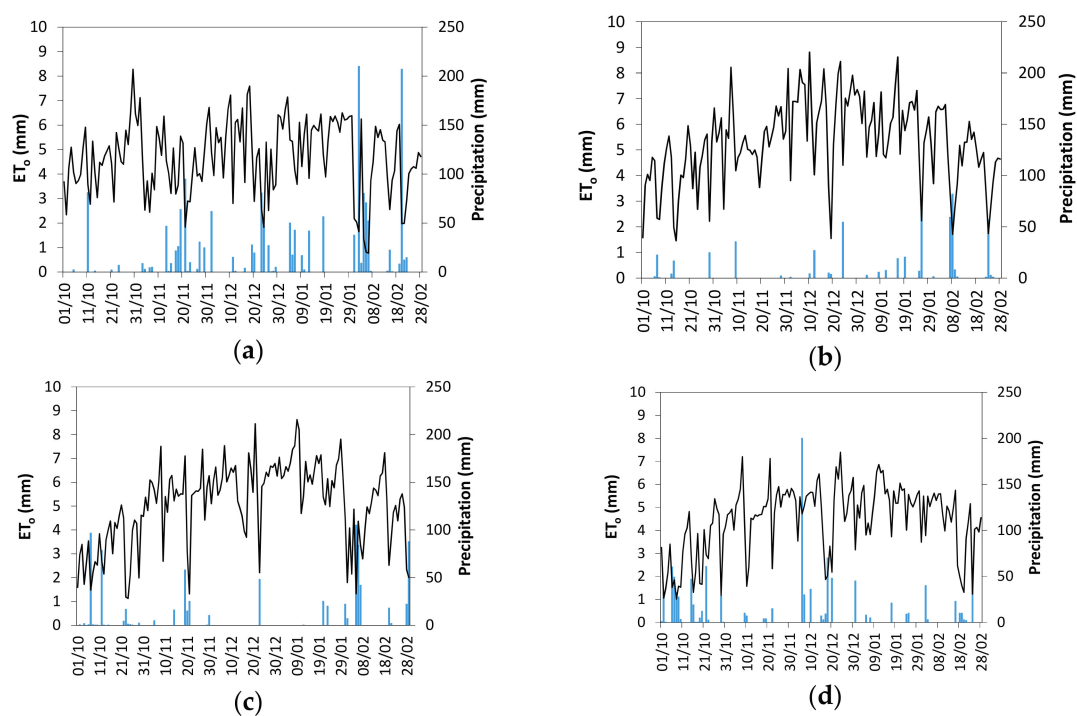 10 9 8 7 6 5 4 3 2 1 0
ETo (mm)
250 200 150 100 50 0
Precipitation (mm)
01/10 11/10 21/10 31/10 10/11 20/11 30/11 10/12 20/12 30/12 09/01 19/01 29/01 08/02 18/02 28/02
(a)
10 9 8 7 6 5 4 3 2 1 0
ETo (mm)
250 200 150 100 50 0
Precipitation (mm)
01/10 11/10 21/10 31/10 10/11 20/11 30/11 10/12 20/12 30/12 09/01 19/01 29/01 08/02 18/02 28/02
(b)
10 9 8 7 6 5 4 3 2 1 0
ETo (mm)
250 200 150 100 50 0
Precipitation (mm)
01/10 11/10 21/10 31/10 10/11 20/11 30/11 10/12 20/12 30/12 09/01 19/01 29/01 08/02 18/02 28/02
(c)
10 9 8 7 6 5 4 3 2 1 0
ETo (mm)
250 200 150 100 50 0
Precipitation (mm)
01/10 11/10 21/10 31/10 10/11 20/11 30/11 10/12 20/12 30/12 09/01 19/01 29/01 08/02 18/02 28/02
(d)